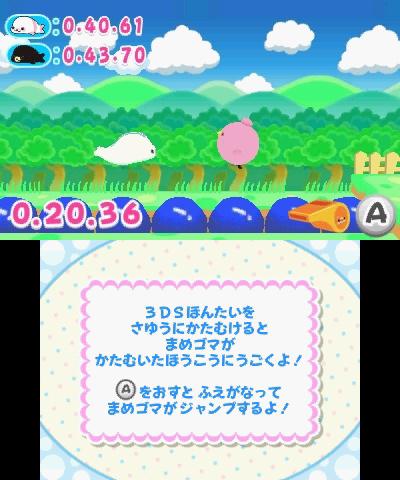 :0.40.61
:0.43.70
0.20.36
A
3DSほんたいを
さゆうにかたむけると
まめゴマが
かたむいたほうこうにうごくよ!
Aをおすと ふえがなって
まめゴマがジャンプするよ!